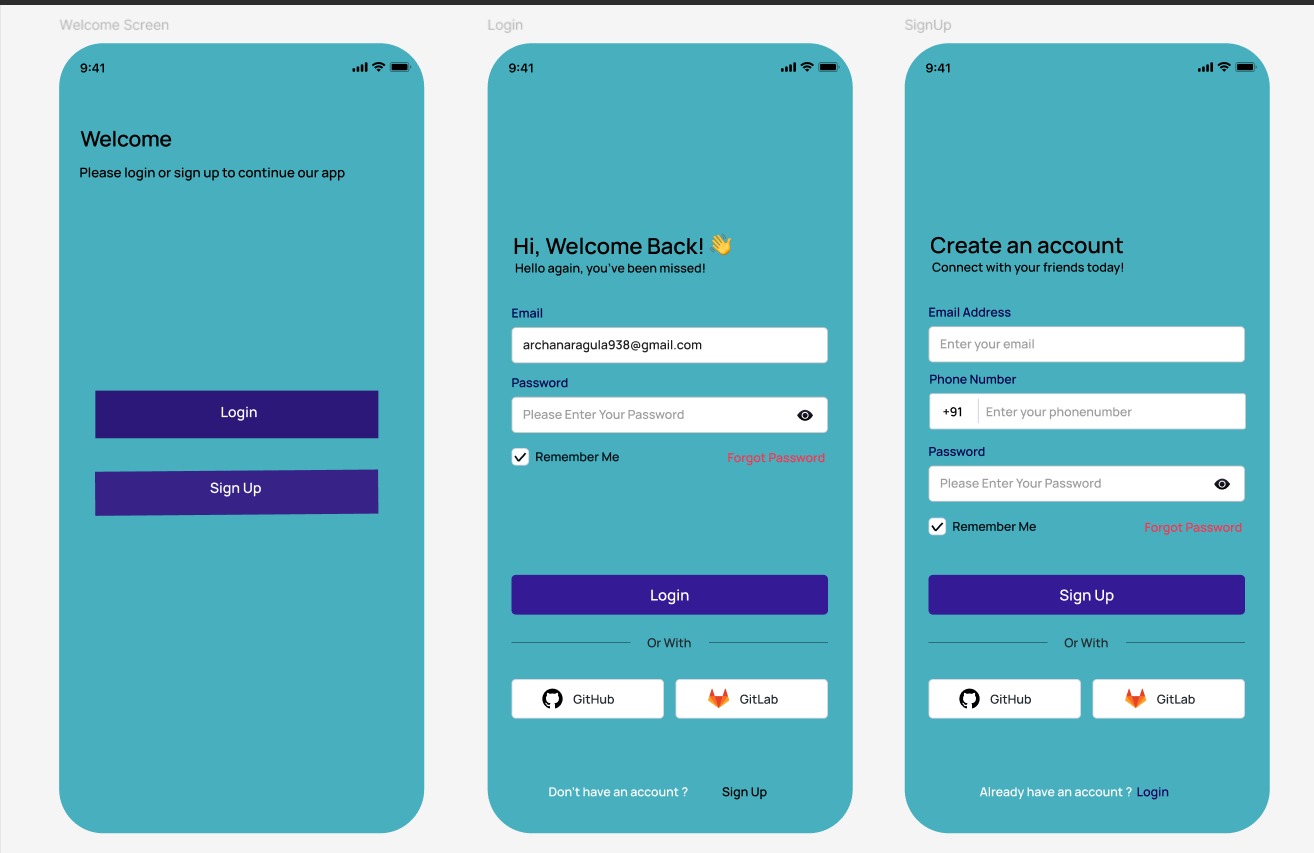 Welcome Screen
9:41
Welcome
Please login or sign up to continue our app
Login
Sign Up
Login
9:41
Hi, Welcome Back! 👋
Hello again, you've been missed!
Email
archanaragula938@gmail.com
Password
Please Enter Your Password
Remember Me
Forgot Password
Login
Or With
GitHub
GitLab
Don't have an account ? Sign Up
SignUp
9:41
Create an account
Connect with your friends today!
Email Address
Enter your email
Phone Number
+91 Enter your phonenumber
Password
Please Enter Your Password
Remember Me
Forgot Password
Sign Up
Or With
GitHub
GitLab
Already have an account ? Login